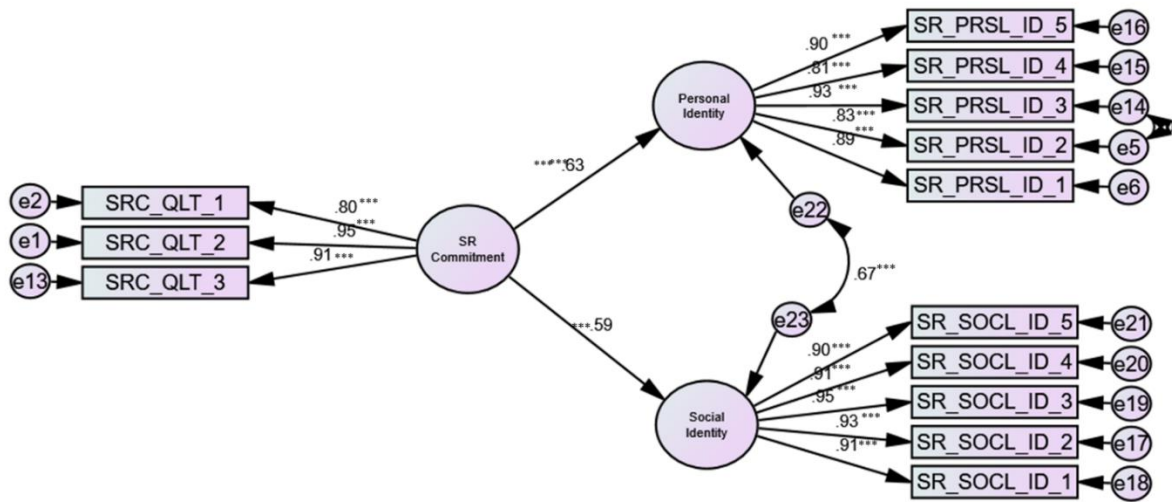 .90 ***
SR_PRSL_ID_5
e16
.81 ***
SR_PRSL_ID_4
e15
Personal
Identity
.93 ***
SR_PRSL_ID_3
e14
.83 ***
SR_PRSL_ID_2
e5
.89 ***
SR_PRSL_ID_1
e6
.63
e2
SRC_QLT_1
.80 ***
e22
e1
SRC_QLT_2
.95 ***
SR
Commitment
e13
SRC_QLT_3
.91 ***
.67 ***
e23
*** .59
.90 ***
SR_SOCL_ID_5
e21
.91 ***
SR_SOCL_ID_4
e20
Social
Identity
.95 ***
SR_SOCL_ID_3
e19
.93 ***
SR_SOCL_ID_2
e17
.91 ***
SR_SOCL_ID_1
e18